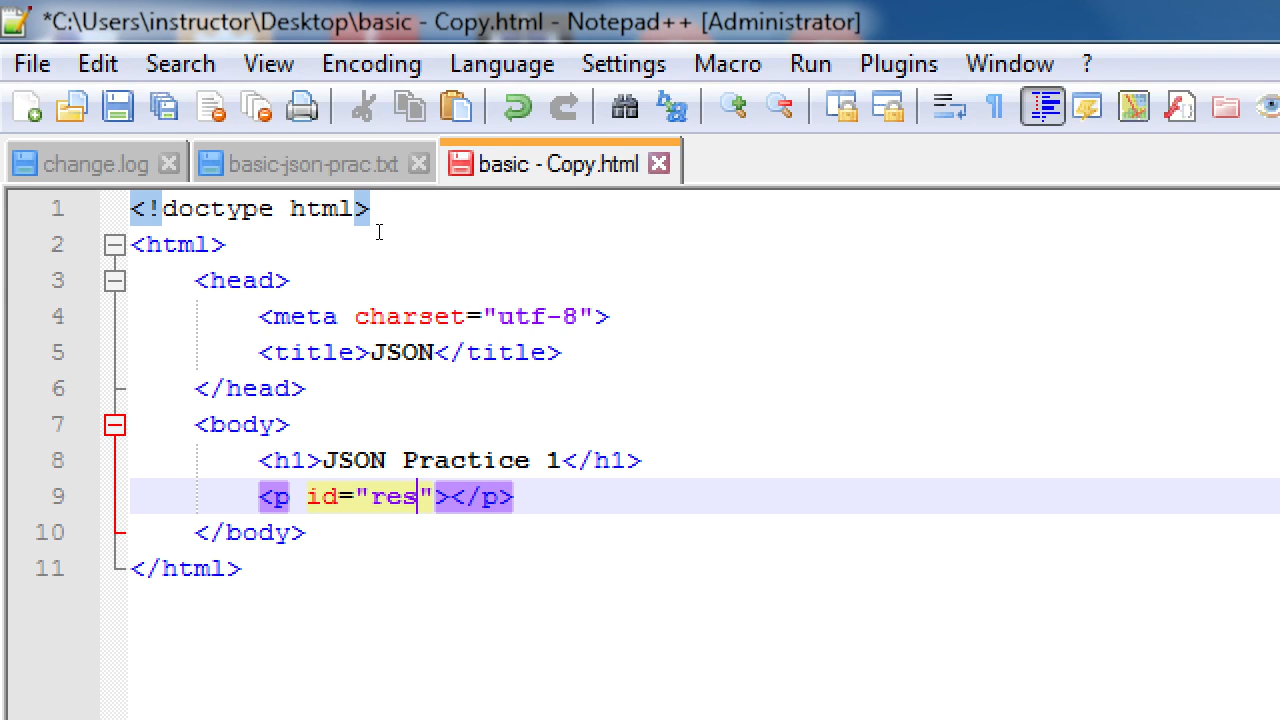 *C:\Users\instructor\Desktop\basic - Copy.html - Notepad++ [Administrator]
File Edit Search View Encoding Language Settings Macro Run Plugins Window ?
change.log basic-json-prac.txt basic - Copy.html
1 <!doctype html>
2 <html>
3 <head>
4 <meta charset="utf-8">
5 <title>JSON</title>
6 </head>
7 <body>
8 <h1>JSON Practice 1</h1>
9 <p id="res"></p>
10 </body>
11 </html>